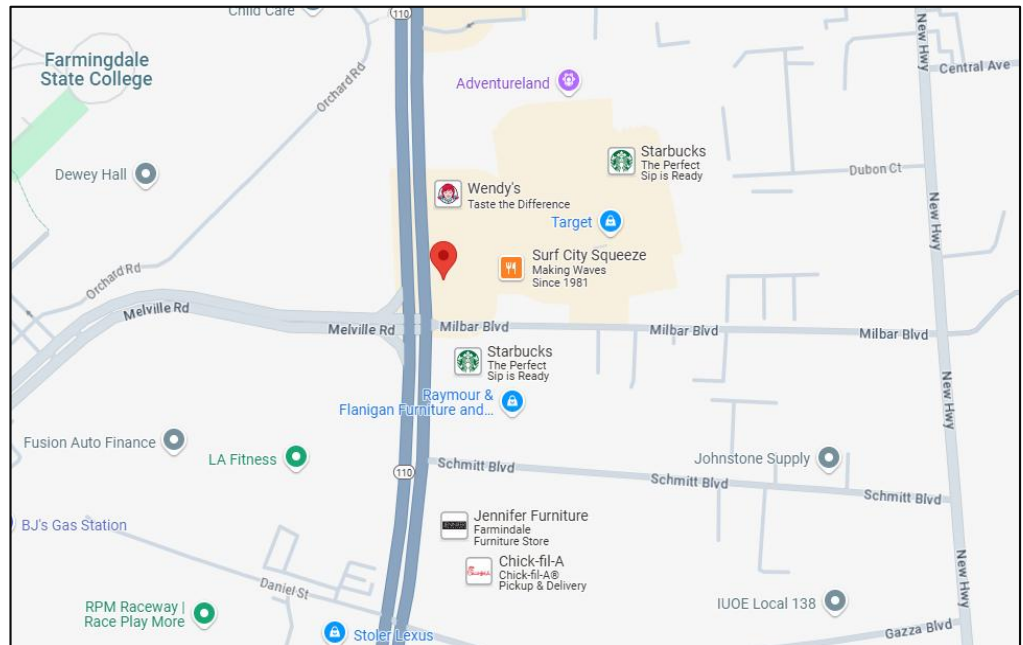 Child Care
110
New Hwy
Central Ave
Farmingdale
State College
Orchard Rd
Adventureland
Starbucks
The Perfect
Sip is Ready
Dubon Ct
Dewey Hall
Wendy's
Taste the Difference
Target
New Hwy
Surf City Squeeze
Making Waves
Since 1981
Orchard Rd
Melville Rd
Melville Rd
Milbar Blvd
Milbar Blvd
Milbar Blvd
Starbucks
The Perfect
Sip is Ready
Raymour &
Flanigan Furniture and...
New Hwy
Fusion Auto Finance
LA Fitness
110
Schmitt Blvd
Johnstone Supply
Schmitt Blvd
Schmitt Blvd
BJ's Gas Station
Jennifer Furniture
Farmindale
Furniture Store
Chick-fil-A
Chick-fil-A®
Pickup & Delivery
New Hwy
Daniel St
RPM Raceway |
Race Play More
IUOE Local 138
Stoler Lexus
Gazza Blvd